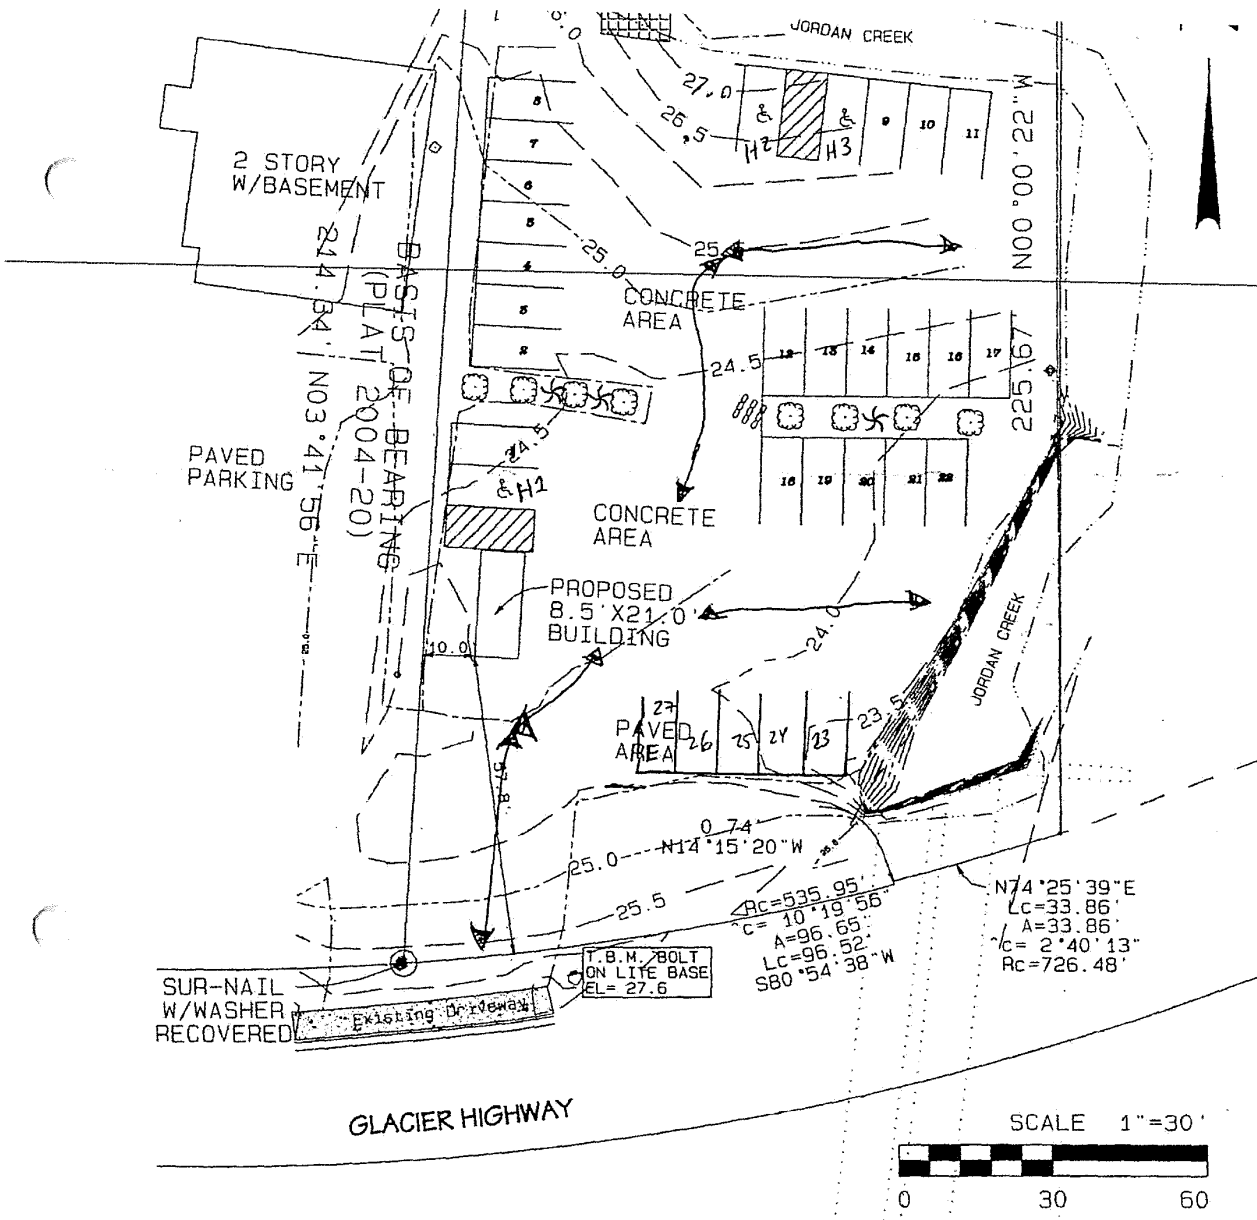 JORDAN CREEK
27.0
26.5
H2
H3
9
10
11
N00°00'22"W
8
7
6
5
4
3
2
2 STORY
W/BASEMENT
214.34' N03°41'56"E
BASIS OF BEARING
(PLAT 2004-20)
25.0
25.
CONCRETE
AREA
24.5
12
13
14
15
16
17
225.67'
PAVED
PARKING
24.5
H1
18
19
20
21
22
CONCRETE
AREA
PROPOSED
8.5'X21.0'
BUILDING
10.0
24.0
JORDAN CREEK
23.5
27
26
25
24
23
PAVED
AREA
57.8'
0.74'
N14°15'20"W
25.0
25.5
Rc=535.95'
^c= 10°19'56"
A=96.65'
Lc=96.52'
S80°54'38"W
N74°25'39"E
Lc=33.86'
A=33.86'
^c= 2°40'13"
Rc=726.48'
T.B.M. BOLT
ON LITE BASE
EL= 27.6
SUR-NAIL
W/WASHER
RECOVERED
Existing Driveway
GLACIER HIGHWAY
SCALE 1"=30'
0 30 60